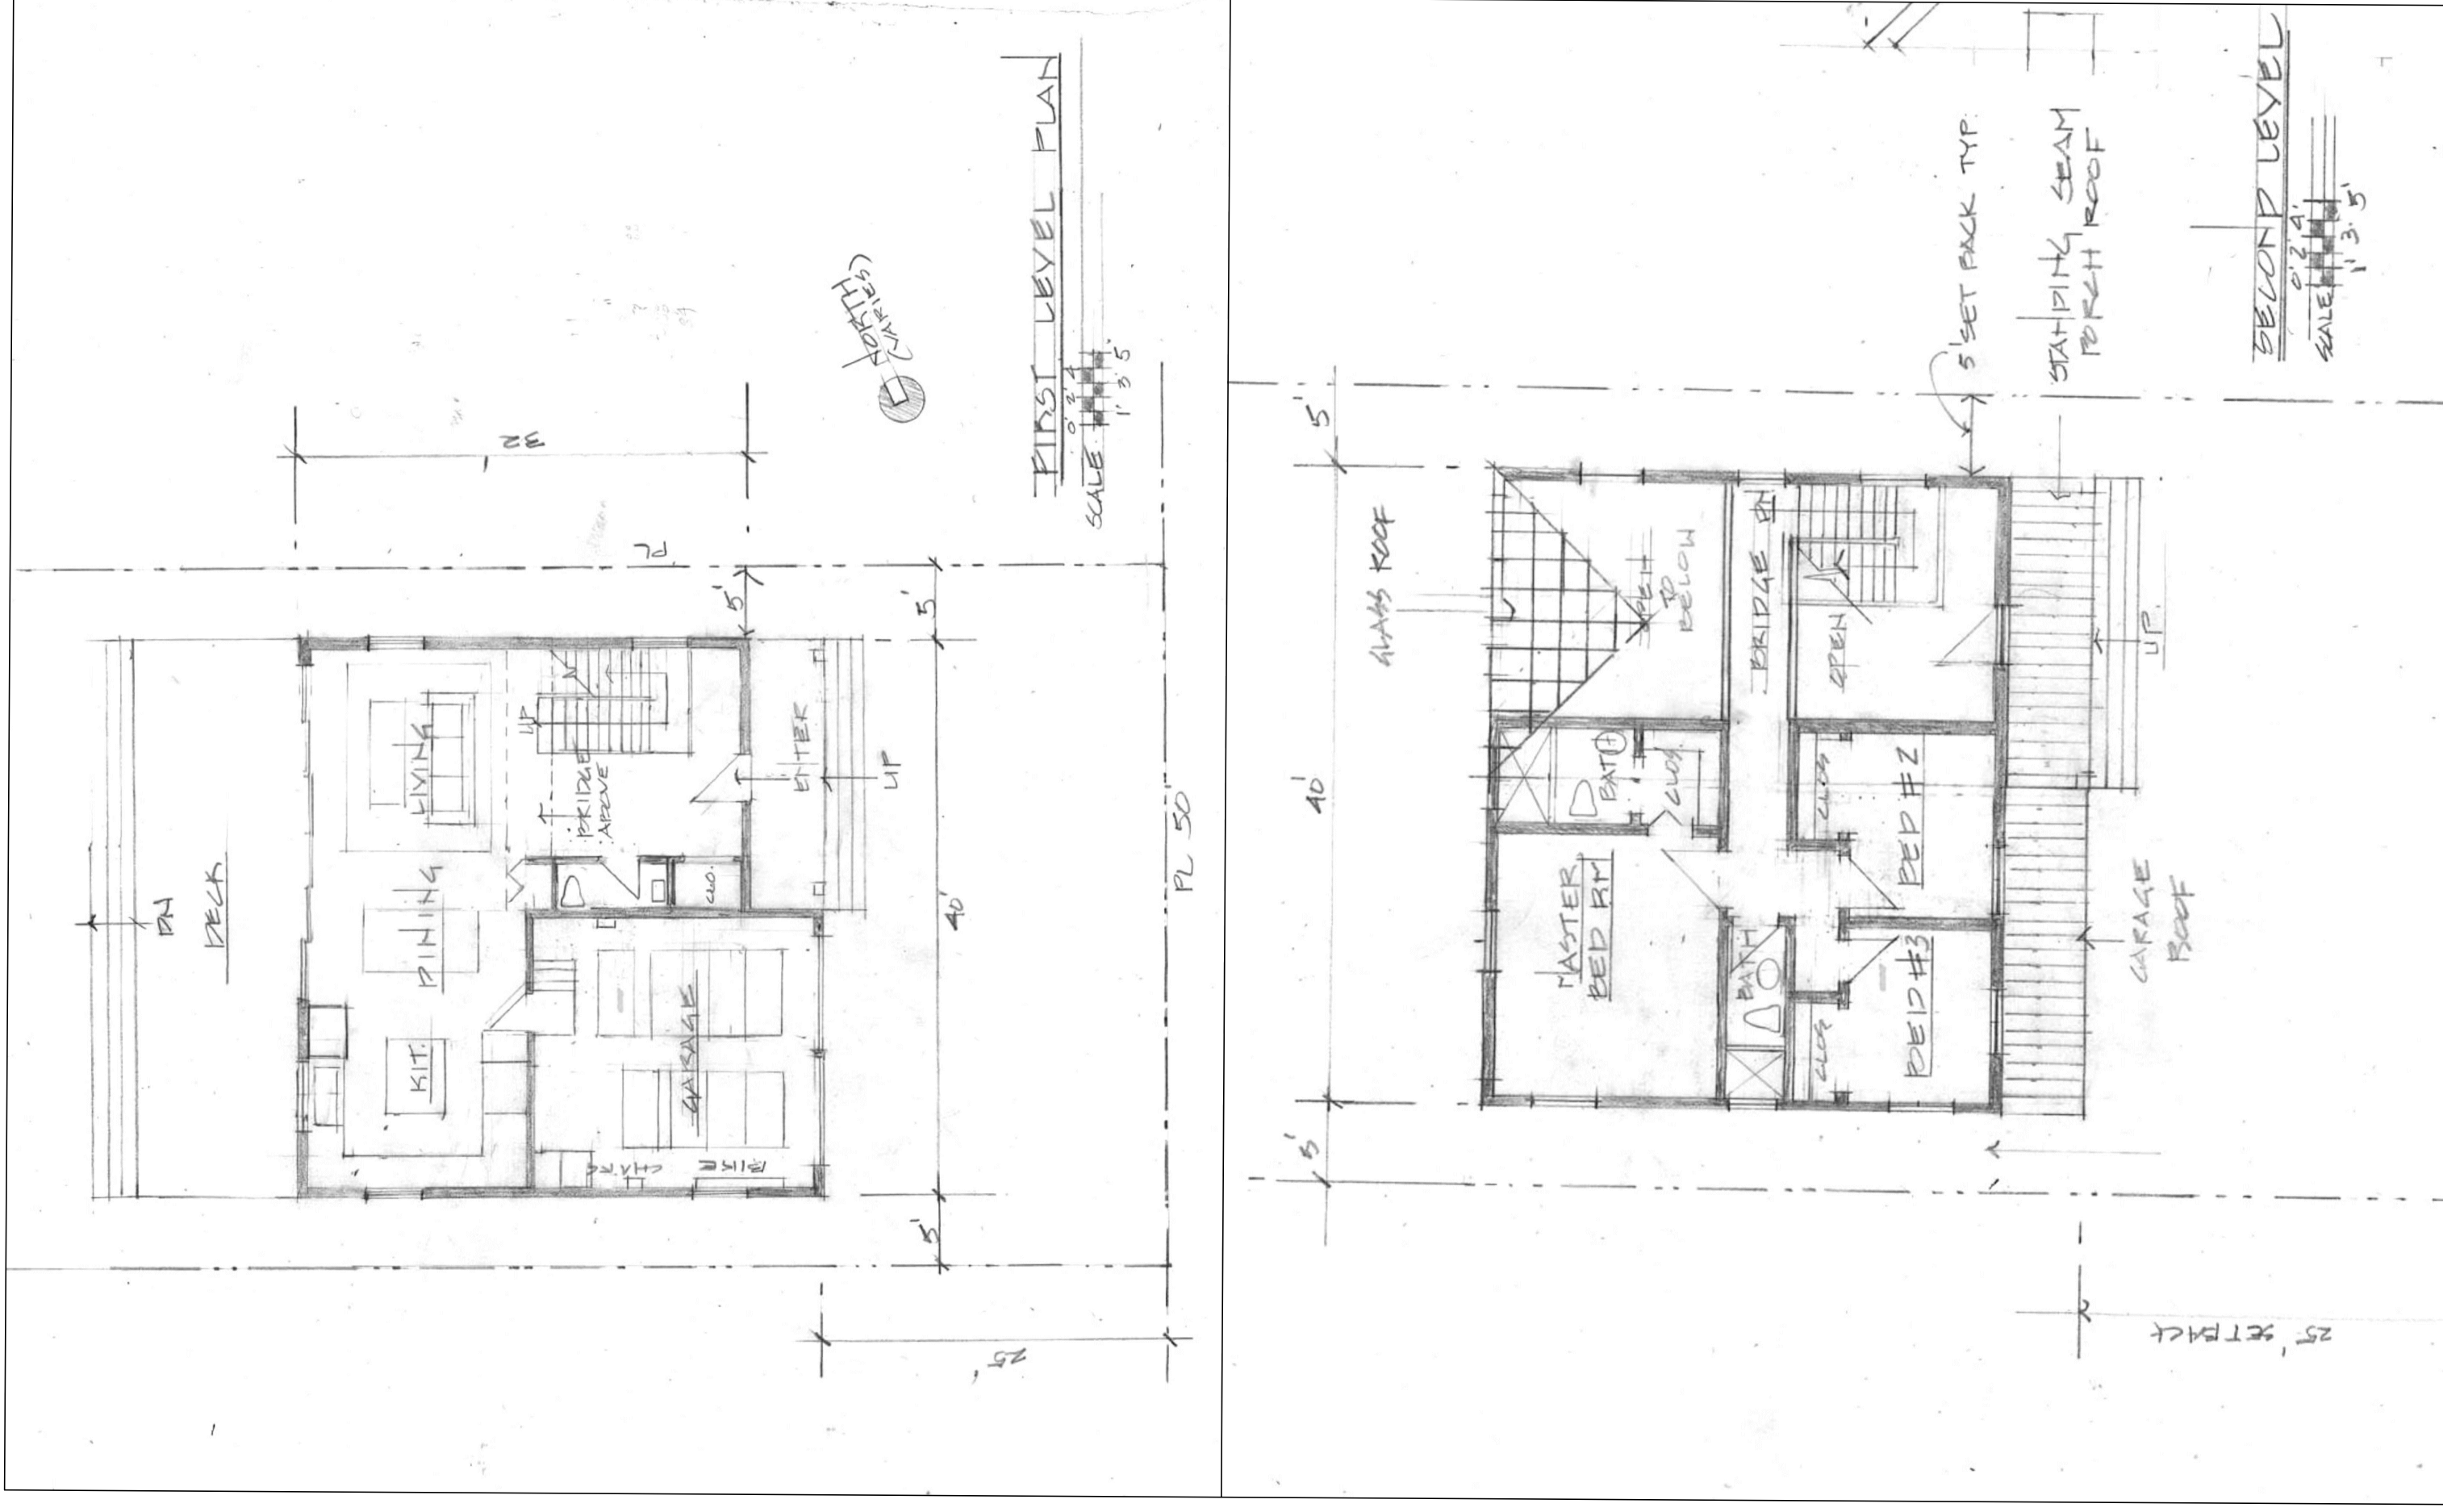 DN
DECK
LIVING
DINING
KIT.
UP
BRIDGE
ABOVE
CLO.
GARAGE
BIKE
ENTER
UP
5'
5'
40'
5'
25'
32'
PL
PL 50'
NORTH
(VARIES)
FIRST LEVEL PLAN
SCALE
0' 2' 4'
1' 3' 5'
5'
40'
5'
GLASS ROOF
OPEN
TO
BELOW
BATH
CLOS.
MASTER
BED RM
BRIDGE
DN
OPEN
BATH
CLOS
BED #2
CLOS
BED #3
UP
GARAGE
ROOF
5' SET BACK TYP.
STANDING SEAM
PORCH ROOF
25' SETBACK
SECOND LEVEL
SCALE
0' 2' 4'
1' 3' 5'